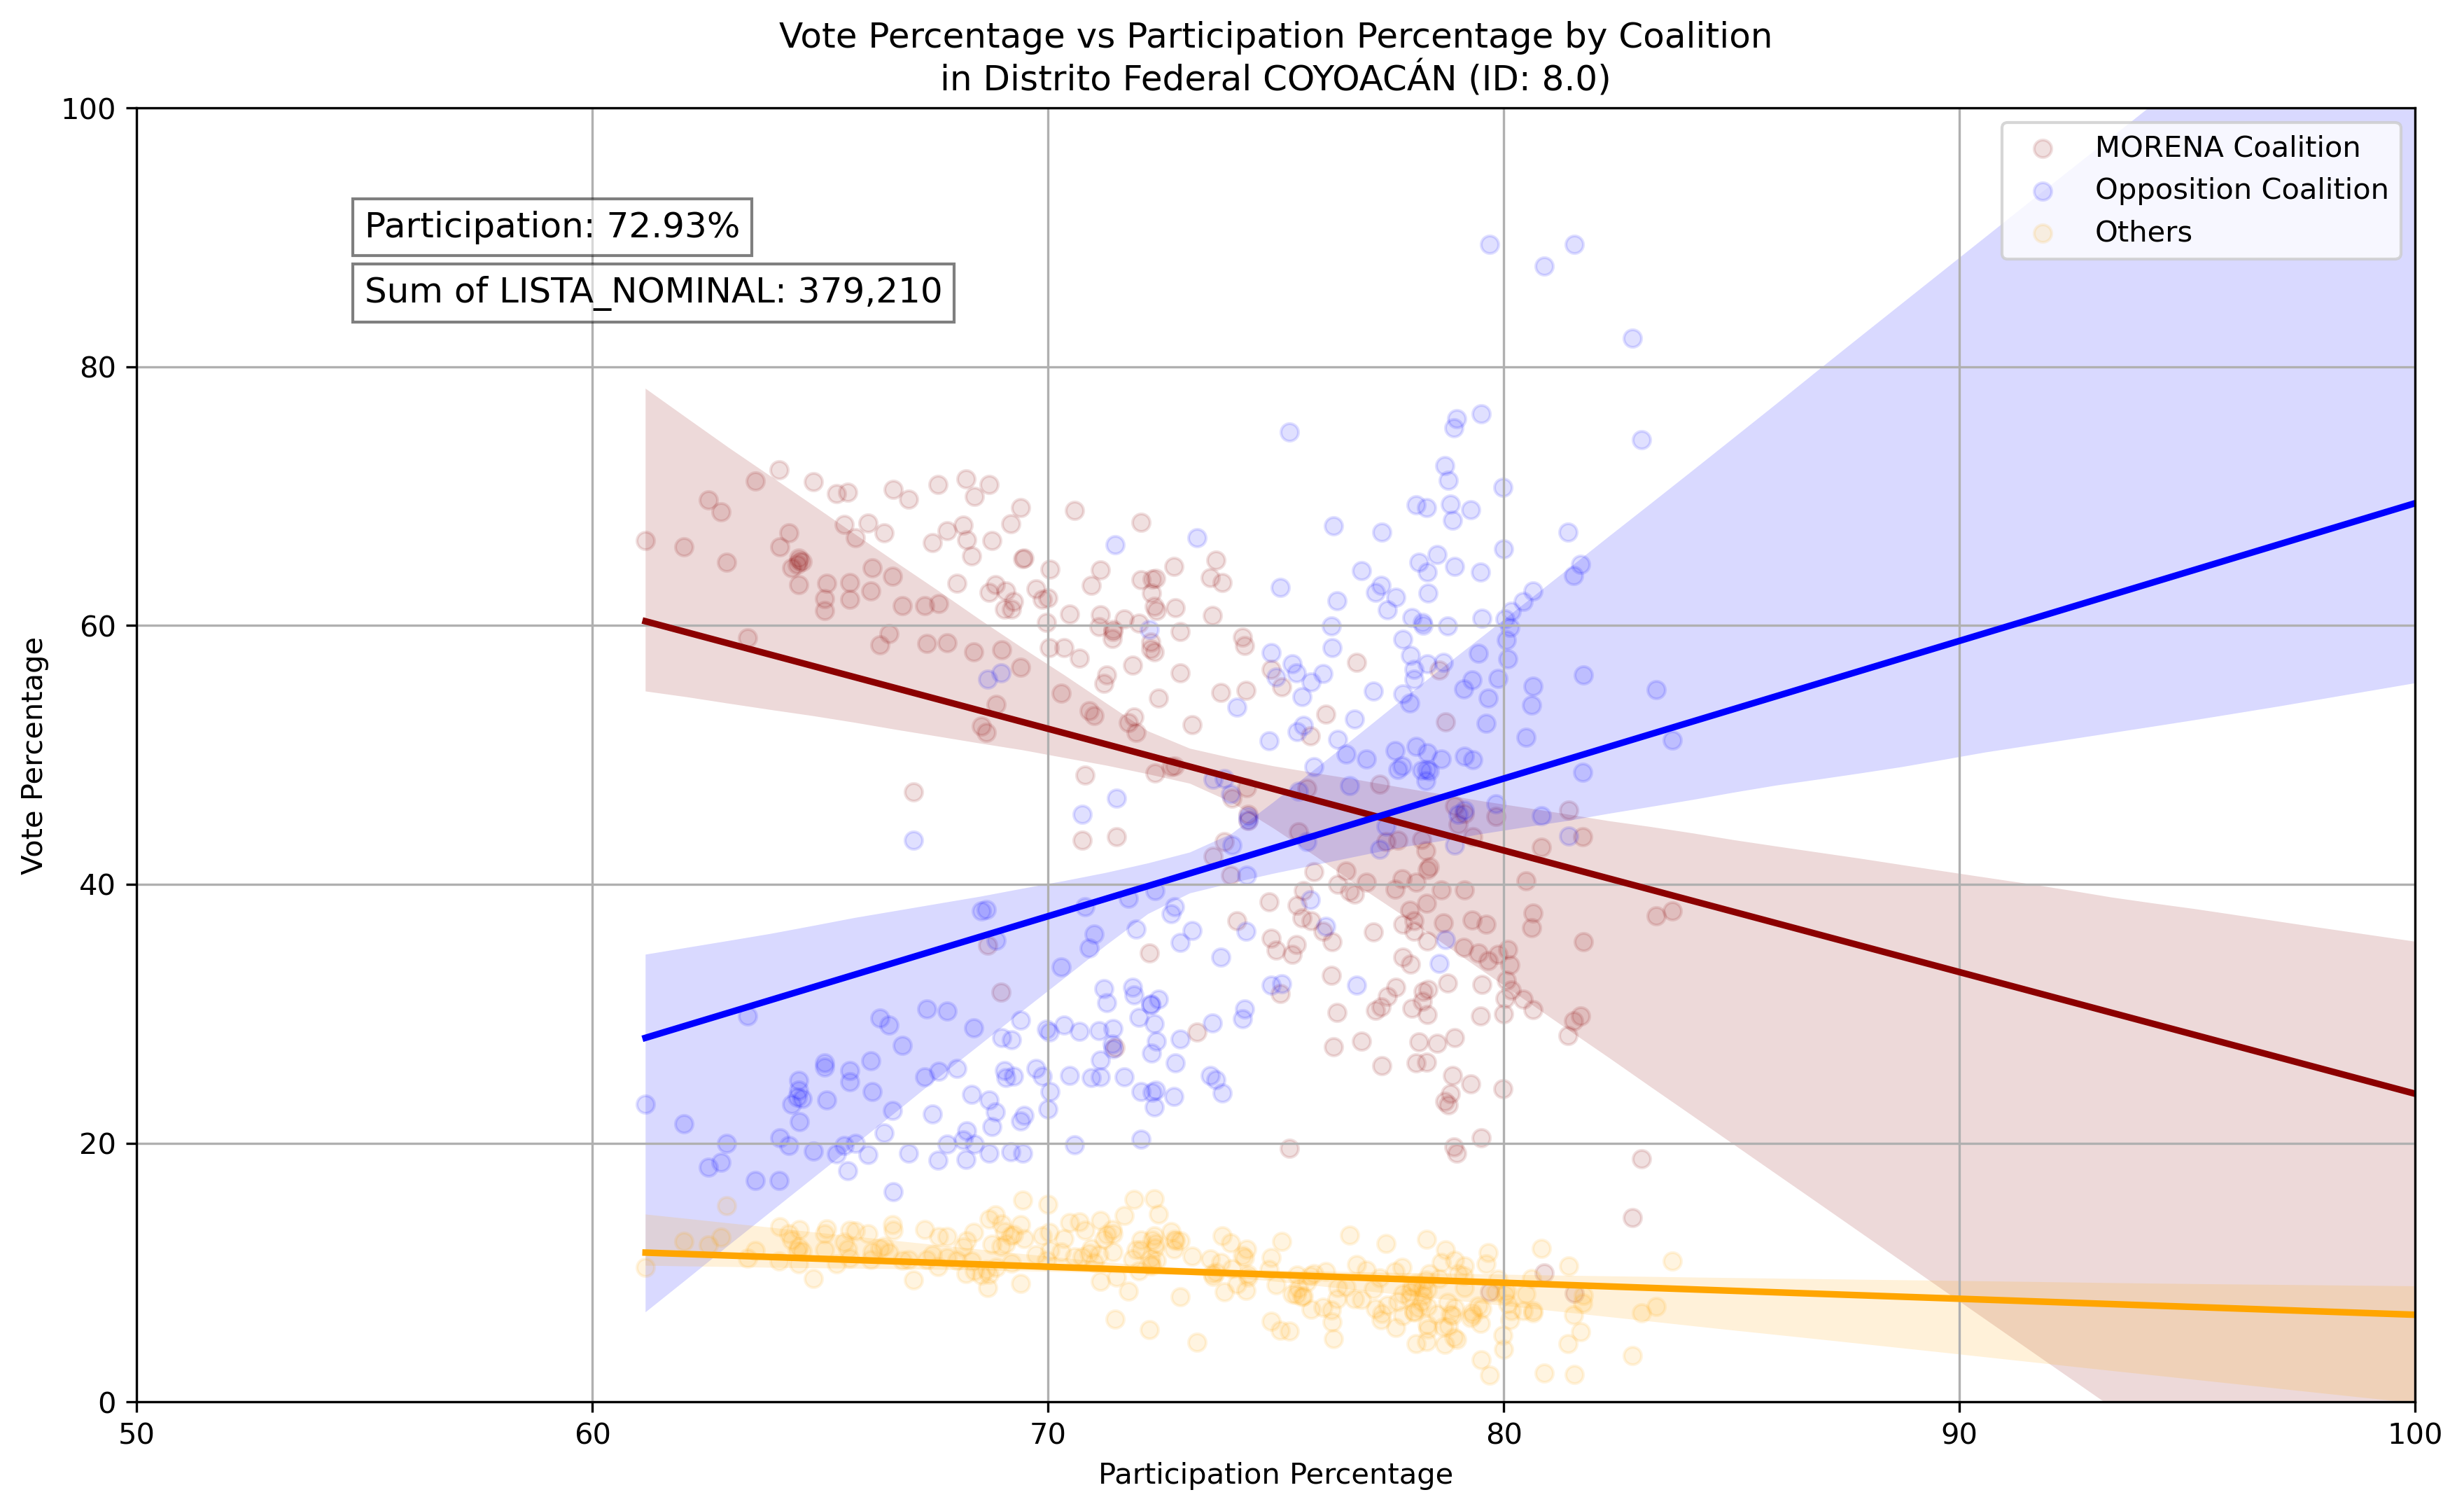 Vote Percentage vs Participation Percentage by Coalition
in Distrito Federal COYOACÁN (ID: 8.0)
100
80
60
40
20
0
Vote Percentage
Participation: 72.93%
Sum of LISTA_NOMINAL: 379,210
MORENA Coalition
Opposition Coalition
Others
50
60
70
80
90
100
Participation Percentage